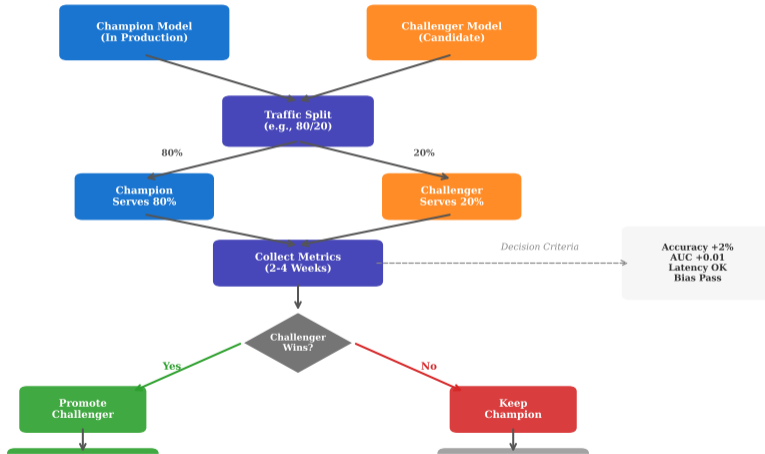 Champion Model
(In Production)
Challenger Model
(Candidate)
Traffic Split
(e.g., 80/20)
80%
20%
Champion
Serves 80%
Challenger
Serves 20%
Collect Metrics
(2-4 Weeks)
Decision Criteria
Accuracy +2%
AUC +0.01
Latency OK
Bias Pass
Challenger
Wins?
Yes
No
Promote
Challenger
Keep
Champion